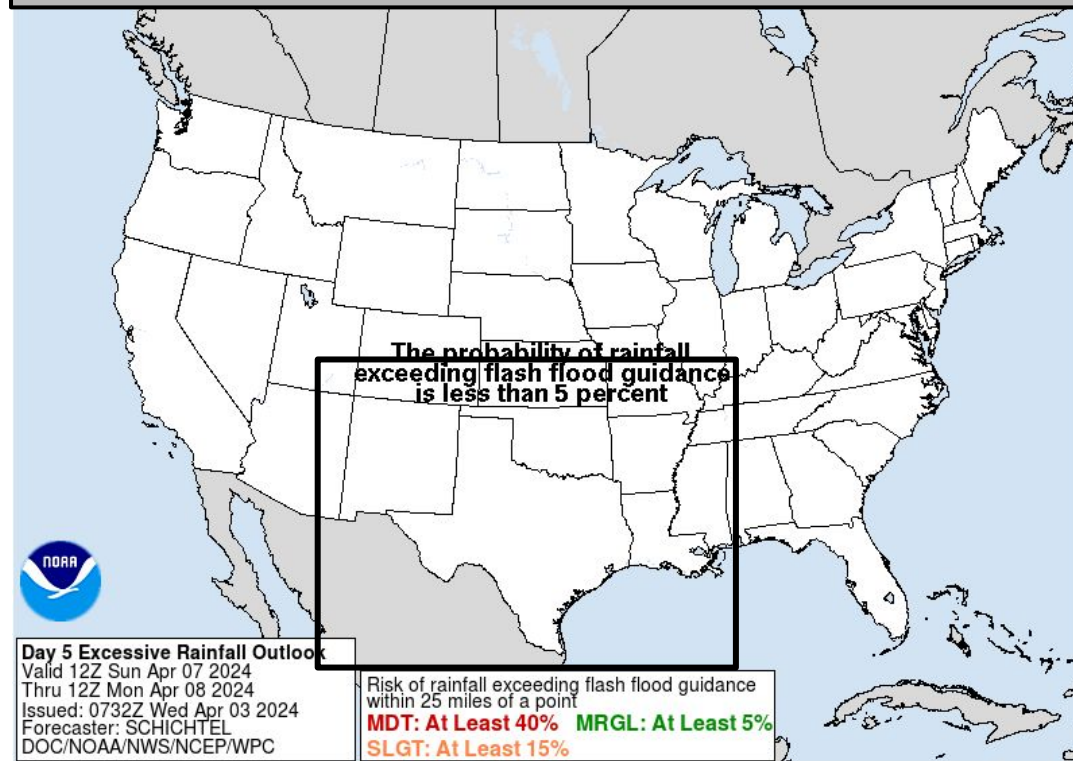 The probability of rainfall
exceeding flash flood guidance
is less than 5 percent
NOAA
Day 5 Excessive Rainfall Outlook
Valid 12Z Sun Apr 07 2024
Thru 12Z Mon Apr 08 2024
Issued: 0732Z Wed Apr 03 2024
Forecaster: SCHICHTEL
DOC/NOAA/NWS/NCEP/WPC
Risk of rainfall exceeding flash flood guidance
within 25 miles of a point
MDT: At Least 40% MRGL: At Least 5%
SLGT: At Least 15%